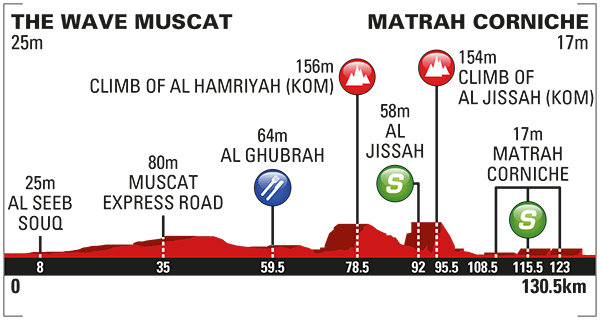 THE WAVE MUSCAT
25m
MATRAH CORNICHE
17m
156m
CLIMB OF AL HAMRIYAH (KOM)
154m
CLIMB OF
AL JISSAH (KOM)
58m
AL
JISSAH
S
64m
AL GHUBRAH
80m
MUSCAT
EXPRESS ROAD
25m
AL SEEB
SOUQ
17m
MATRAH
CORNICHE
S
8 35 59.5 78.5 92 95.5 108.5 115.5 123
0 130.5km